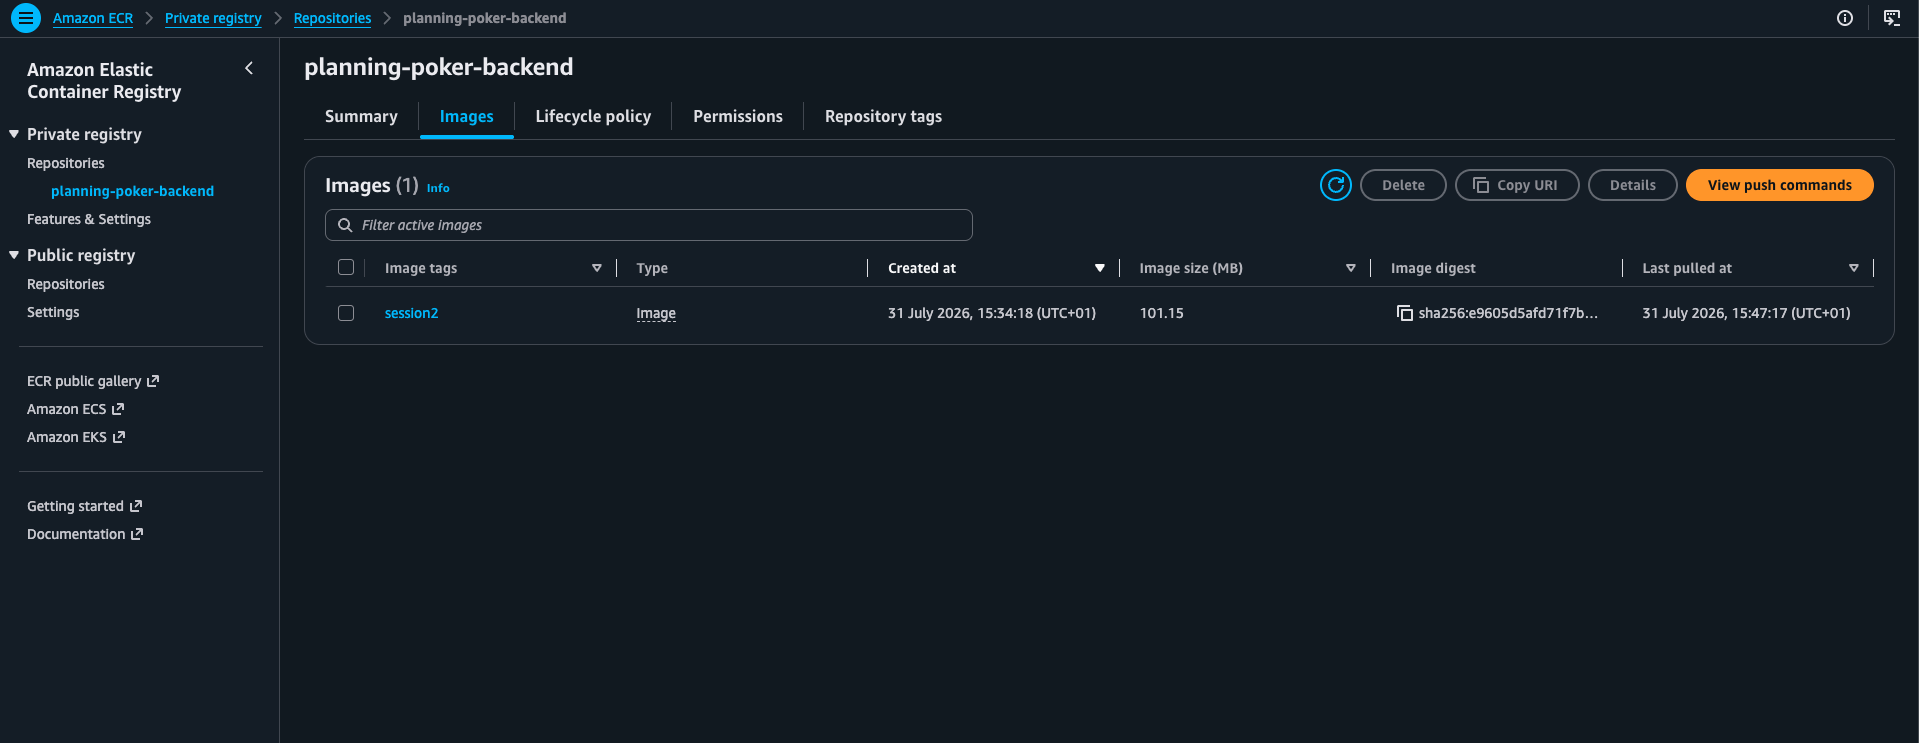 Amazon ECR
Private registry
Repositories
planning-poker-backend
Amazon Elastic
Container Registry
Private registry
Repositories
planning-poker-backend
Features & Settings
Public registry
Repositories
Settings
ECR public gallery
Amazon ECS
Amazon EKS
Getting started
Documentation
planning-poker-backend
Summary
Images
Lifecycle policy
Permissions
Repository tags
Images (1) Info
Delete
Copy URI
Details
View push commands
Filter active images
Image tags
Type
Created at
Image size (MB)
Image digest
Last pulled at
session2
Image
31 July 2026, 15:34:18 (UTC+01)
101.15
sha256:e9605d5afd71f7b...
31 July 2026, 15:47:17 (UTC+01)